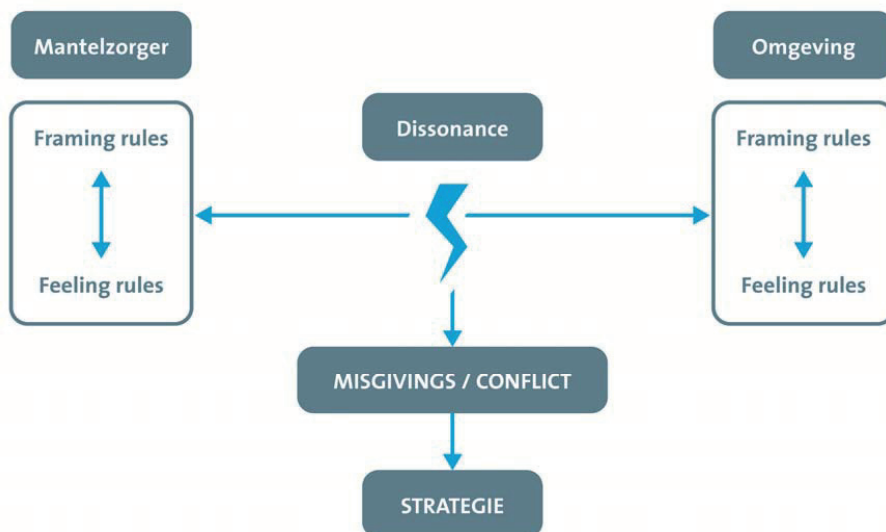 Mantelzorger
Omgeving
Dissonance
Framing rules
Feeling rules
Framing rules
Feeling rules
MISGIVINGS / CONFLICT
STRATEGIE